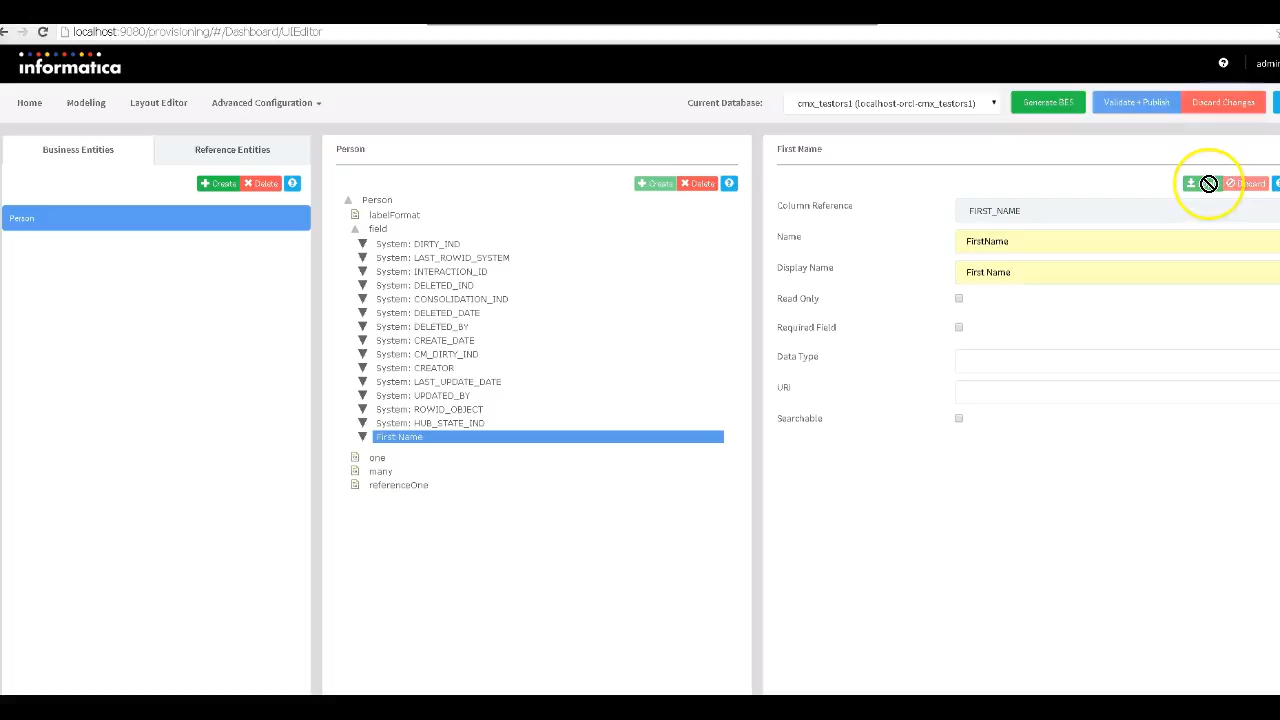 localhost:9080/provisioning/#/Dashboard/UIEditor
informatica
Home Modeling Layout Editor Advanced Configuration Current Database: cmx_testors1 (localhost-orcl-cmx_testors1) Generate BES Validate + Publish Discard Changes
Business Entities Reference Entities
Create Delete
Person
Person
Create Delete
Person
labelFormat
field
System: DIRTY_IND
System: LAST_ROWID_SYSTEM
System: INTERACTION_ID
System: DELETED_IND
System: CONSOLIDATION_IND
System: DELETED_DATE
System: DELETED_BY
System: CREATE_DATE
System: CM_DIRTY_IND
System: CREATOR
System: LAST_UPDATE_DATE
System: UPDATED_BY
System: ROWID_OBJECT
System: HUB_STATE_IND
First Name
one
many
referenceOne
First Name
Discard
Column Reference FIRST_NAME
Name FirstName
Display Name First Name
Read Only
Required Field
Data Type
URI
Searchable